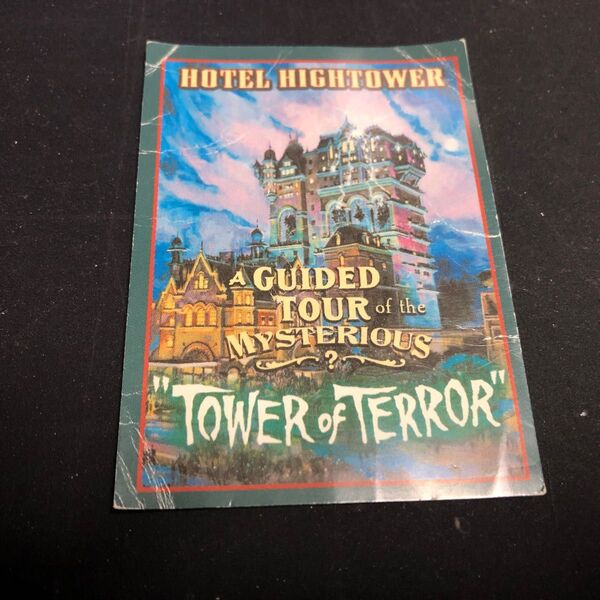 HOTEL HIGHTOWER
A GUIDED
TOUR of the
MYSTERIOUS
?
"TOWER of TERROR"